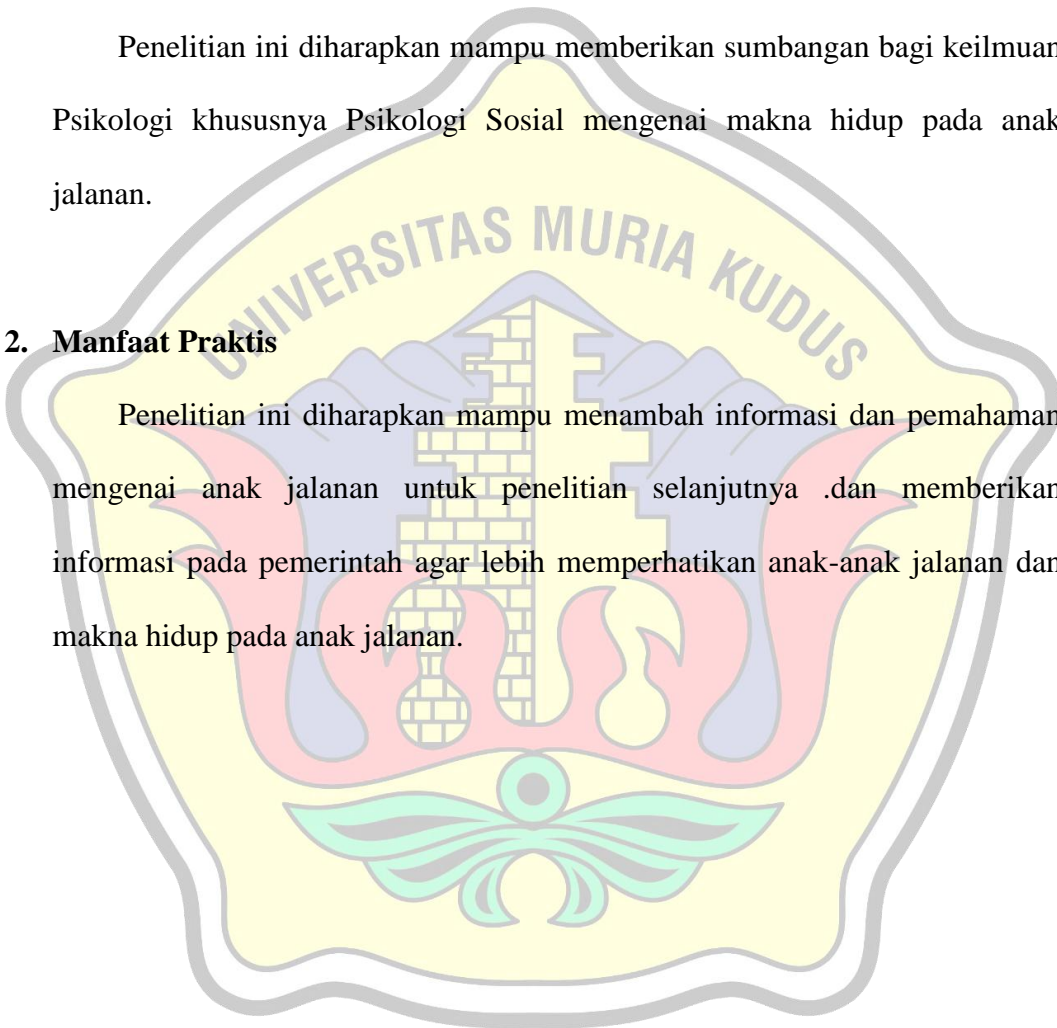 Penelitian ini diharapkan mampu memberikan sumbangan bagi keilmuan
Psikologi khususnya Psikologi Sosial mengenai makna hidup pada anak
jalanan.
UNIVERSITAS MURIA KUDUS
2. Manfaat Praktis
Penelitian ini diharapkan mampu menambah informasi dan pemahaman
mengenai anak jalanan untuk penelitian selanjutnya .dan memberikan
informasi pada pemerintah agar lebih memperhatikan anak-anak jalanan dan
makna hidup pada anak jalanan.